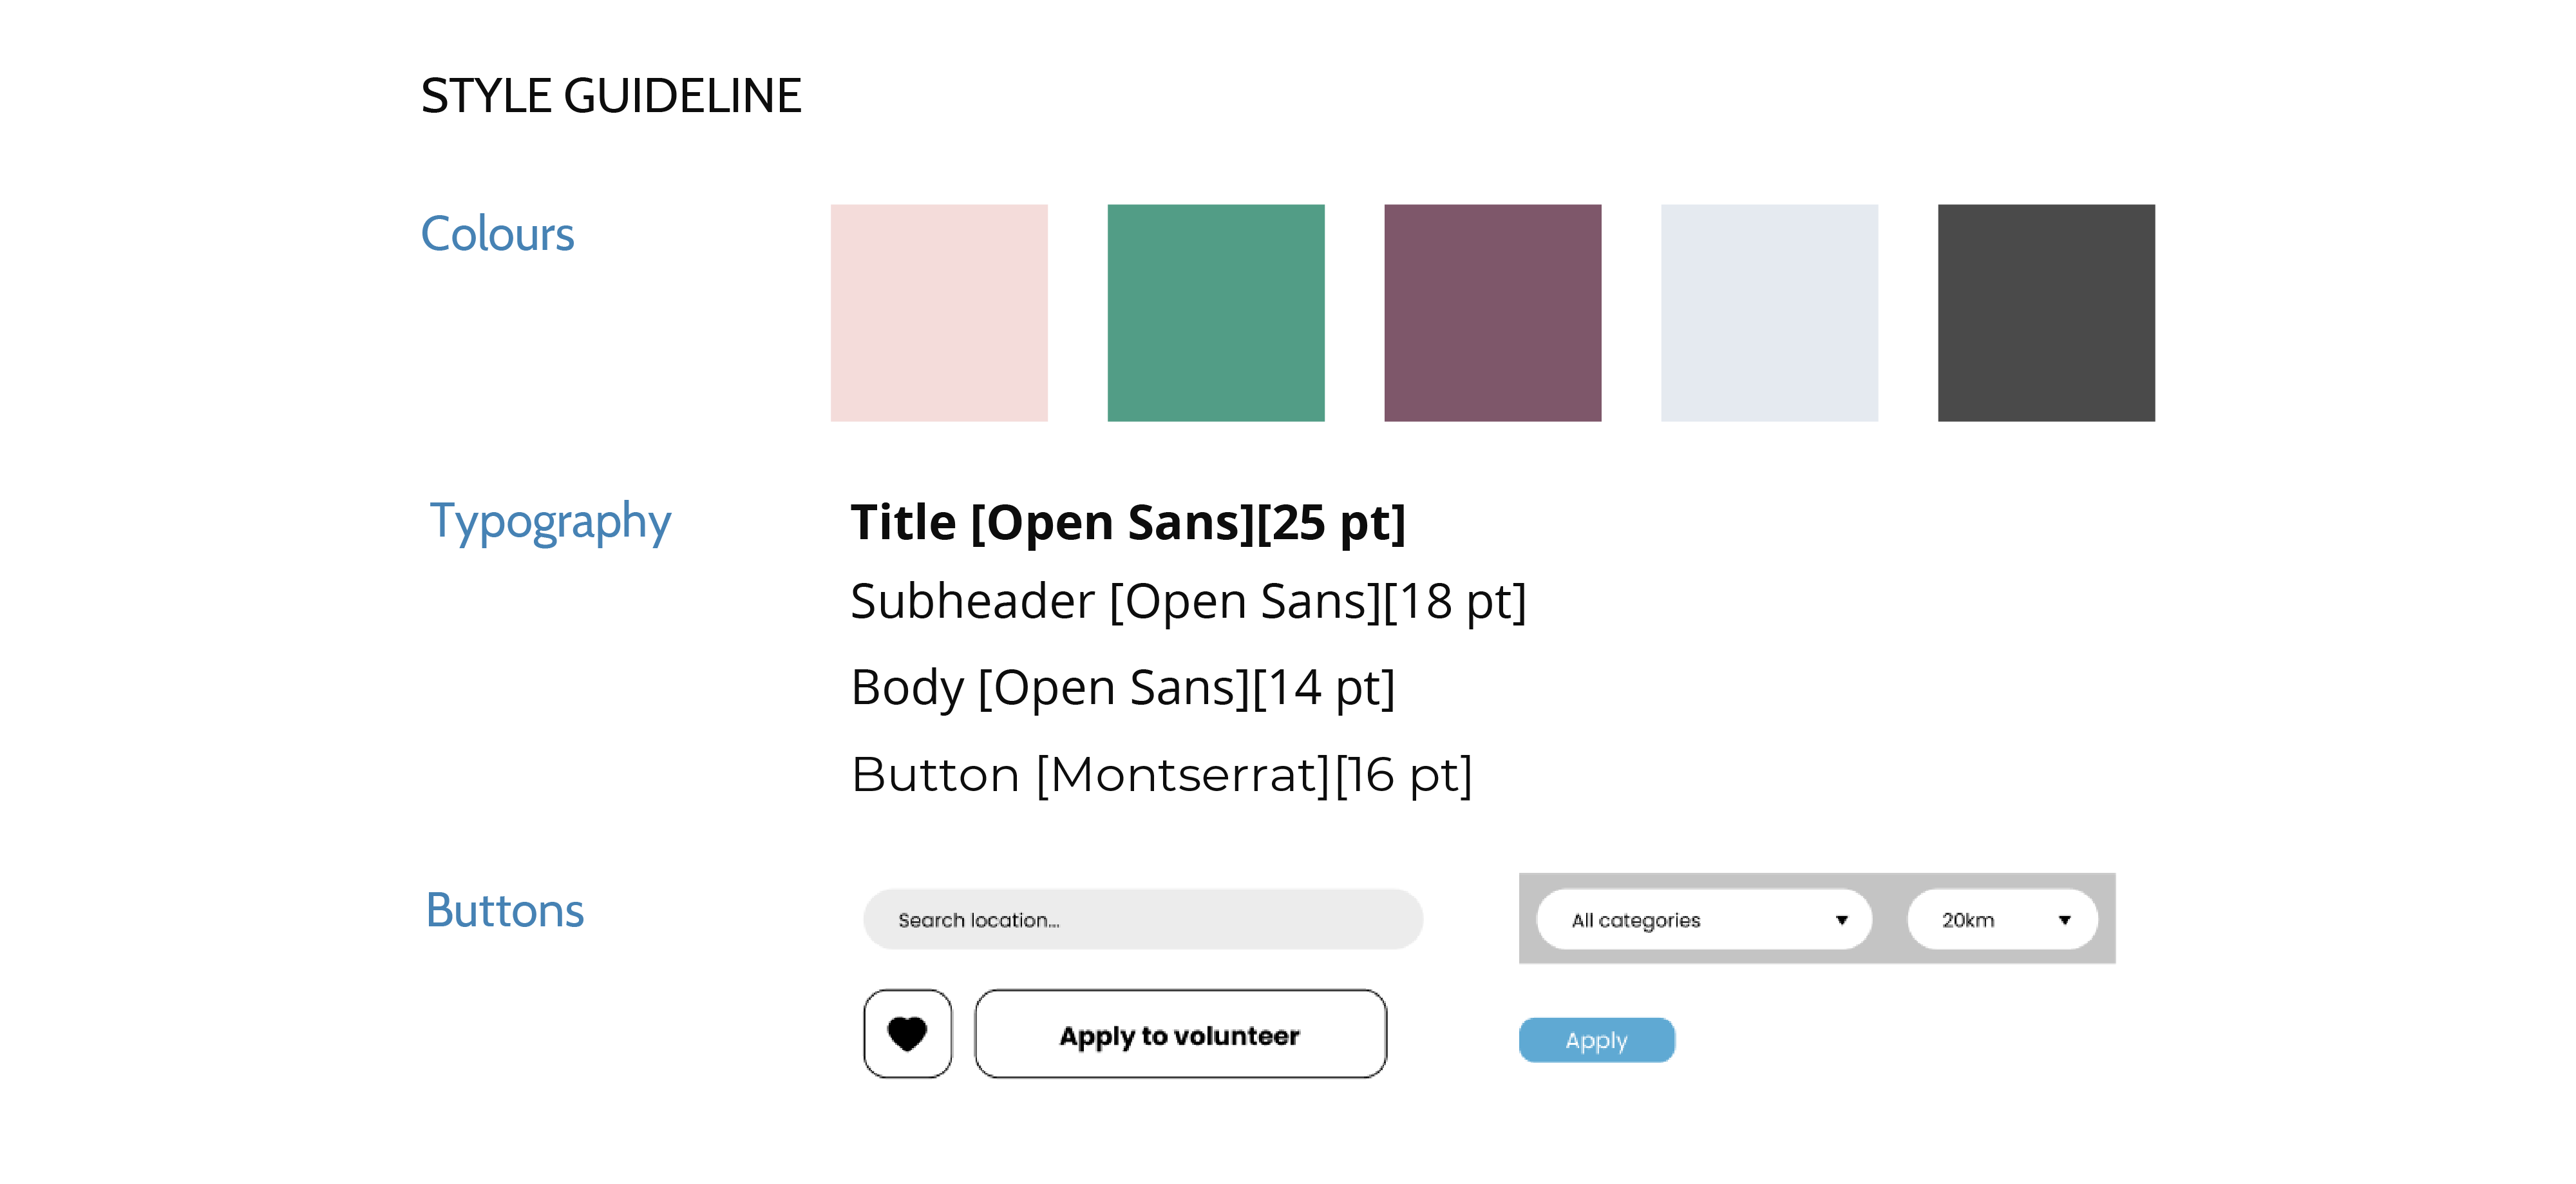 STYLE GUIDELINE
Colours
Typography
Title [Open Sans][25 pt]
Subheader [Open Sans][18 pt]
Body [Open Sans][14 pt]
Button [Montserrat][16 pt]
Buttons
Search location...
All categories
20km
Apply to volunteer
Apply